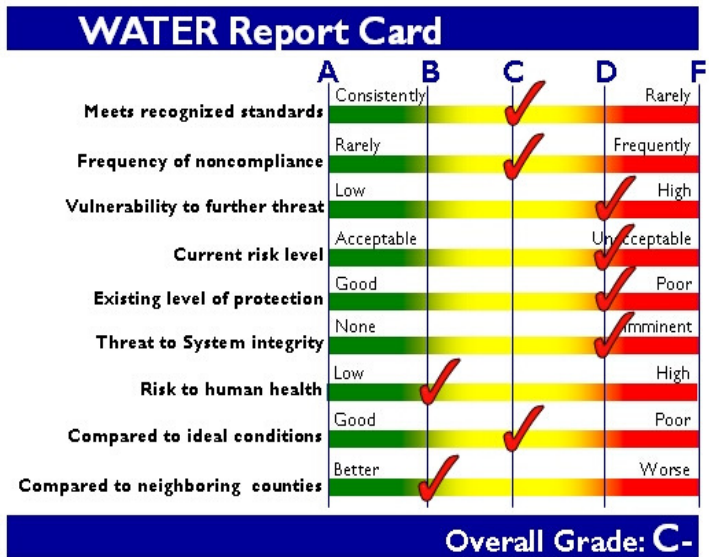 WATER Report Card
A B C D F
Meets recognized standards Consistently Rarely
Frequency of noncompliance Rarely Frequently
Vulnerability to further threat Low High
Current risk level Acceptable Unacceptable
Existing level of protection Good Poor
Threat to System integrity None Imminent
Risk to human health Low High
Compared to ideal conditions Good Poor
Compared to neighboring counties Better Worse
Overall Grade: C-